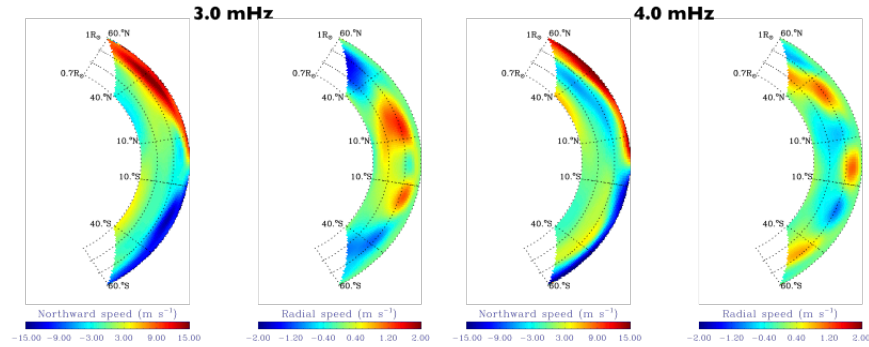 3.0 mHz
4.0 mHz
1R⊙ 60.°N
0.7R⊙
40.°N
10.°N
10.°S
40.°S
60.°S
Northward speed (m s⁻¹)
−15.00 −9.00 −3.00 3.00 9.00 15.00
1R⊙ 60.°N
0.7R⊙
40.°N
10.°N
10.°S
40.°S
60.°S
Radial speed (m s⁻¹)
−2.00 −1.20 −0.40 0.40 1.20 2.00
1R⊙ 60.°N
0.7R⊙
40.°N
10.°N
10.°S
40.°S
60.°S
Northward speed (m s⁻¹)
−15.00 −9.00 −3.00 3.00 9.00 15.00
1R⊙ 60.°N
0.7R⊙
40.°N
10.°N
10.°S
40.°S
60.°S
Radial speed (m s⁻¹)
−2.00 −1.20 −0.40 0.40 1.20 2.00